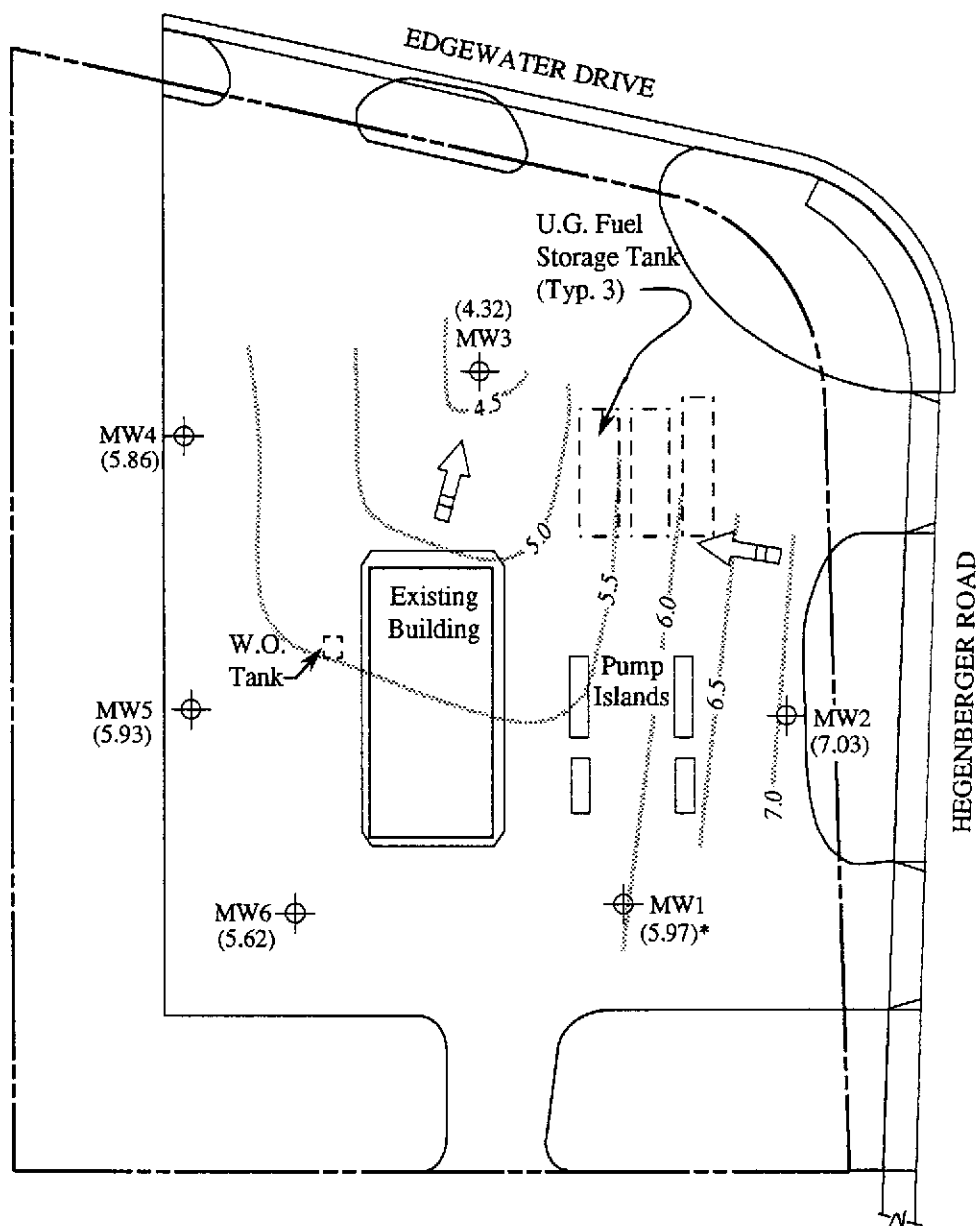 EDGEWATER DRIVE
U.G. Fuel
Storage Tank
(Typ. 3)
(4.32)
MW3
4.5
MW4
(5.86)
5.0
5.5
6.0
6.5
7.0
Existing
Building
W.O.
Tank
Pump
Islands
MW5
(5.93)
MW2
(7.03)
HEGENBERGER ROAD
MW6
(5.62)
MW1
(5.97)*